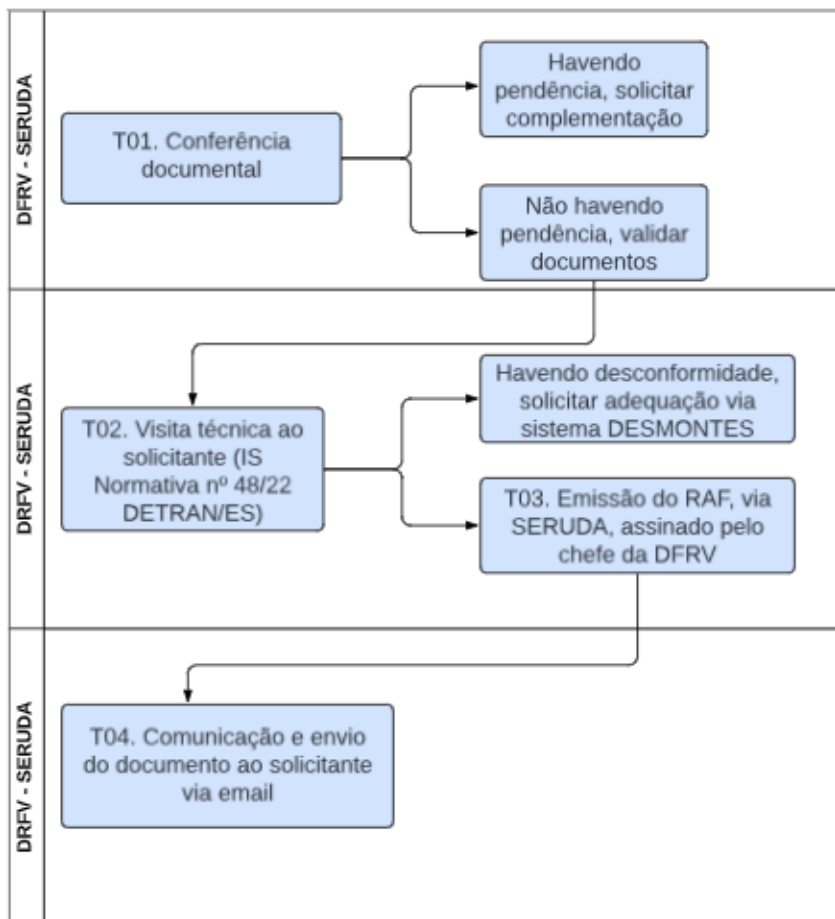 DFRV - SERUDA
T01. Conferência
documental
Havendo
pendência, solicitar
complementação
Não havendo
pendência, validar
documentos
DRFV - SERUDA
T02. Visita técnica ao
solicitante (IS
Normativa nº 48/22
DETRAN/ES)
Havendo desconformidade,
solicitar adequação via
sistema DESMONTES
T03. Emissão do RAF, via
SERUDA, assinado pelo
chefe da DFRV
DRFV - SERUDA
T04. Comunicação e envio
do documento ao solicitante
via email